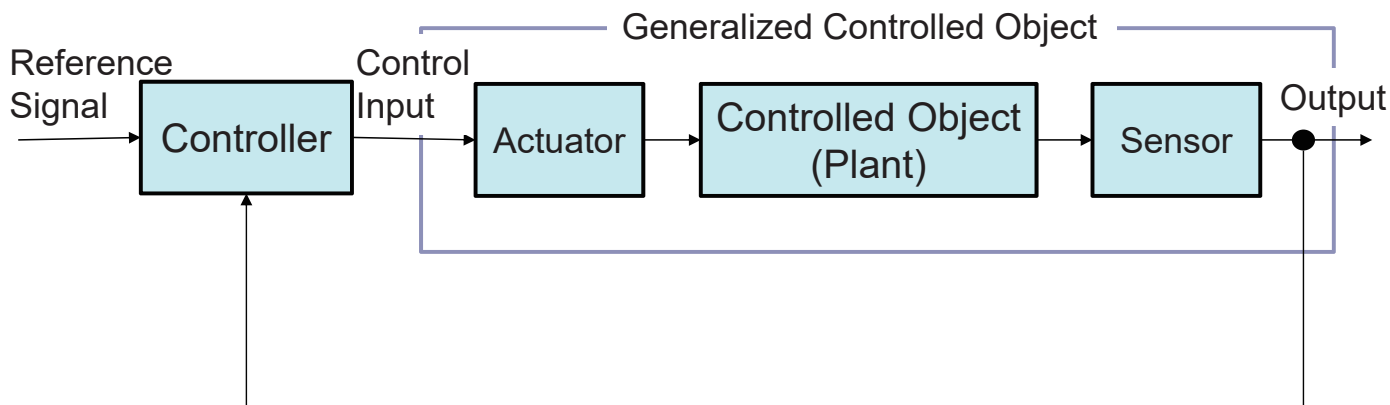 Generalized Controlled Object
Reference
Signal
Controller
Control
Input
Actuator
Controlled Object
(Plant)
Sensor
Output